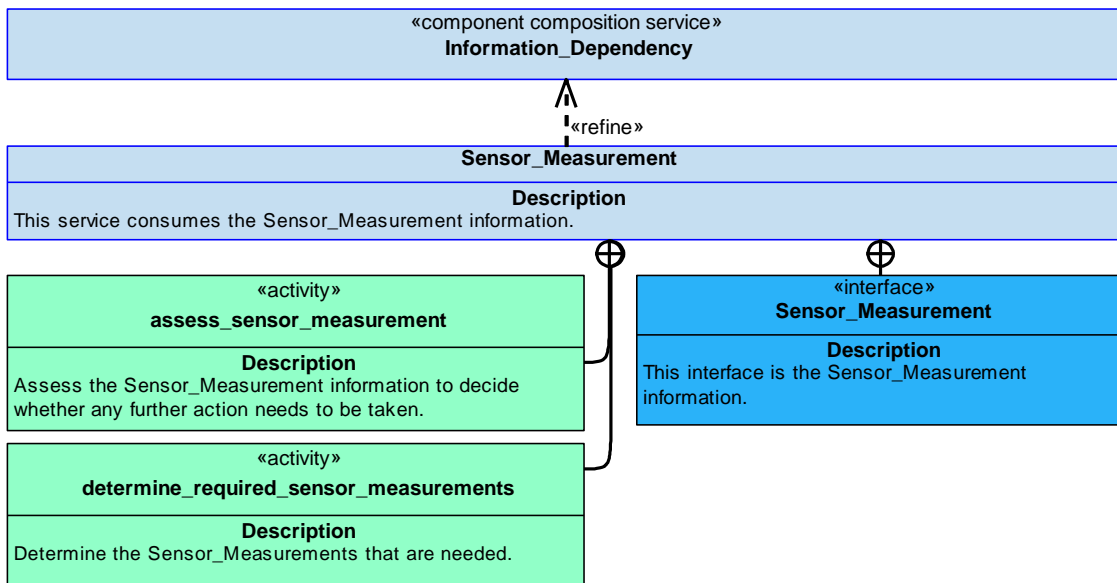 «component composition service»
Information_Dependency
«refine»
Sensor_Measurement
Description
This service consumes the Sensor_Measurement information.
«activity»
assess_sensor_measurement
Description
Assess the Sensor_Measurement information to decide
whether any further action needs to be taken.
«interface»
Sensor_Measurement
Description
This interface is the Sensor_Measurement
information.
«activity»
determine_required_sensor_measurements
Description
Determine the Sensor_Measurements that are needed.